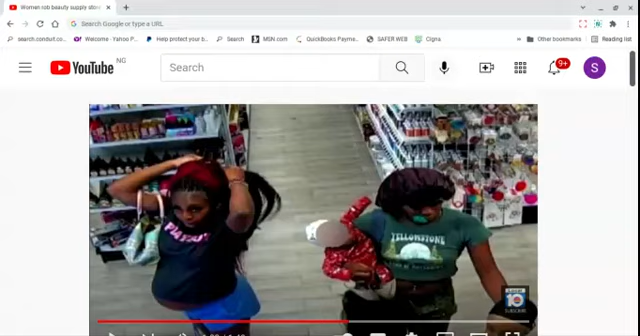 Women rob beauty supply store
Search Google or type a URL
search.conduit.co... Welcome - Yahoo P... Help protect your b... Search MSN.com QuickBooks Payme... SAFER WEB Cigna » Other bookmarks Reading list
YouTube NG Search 9+ S
YELLOWSTONE
10
SUBSCRIBE